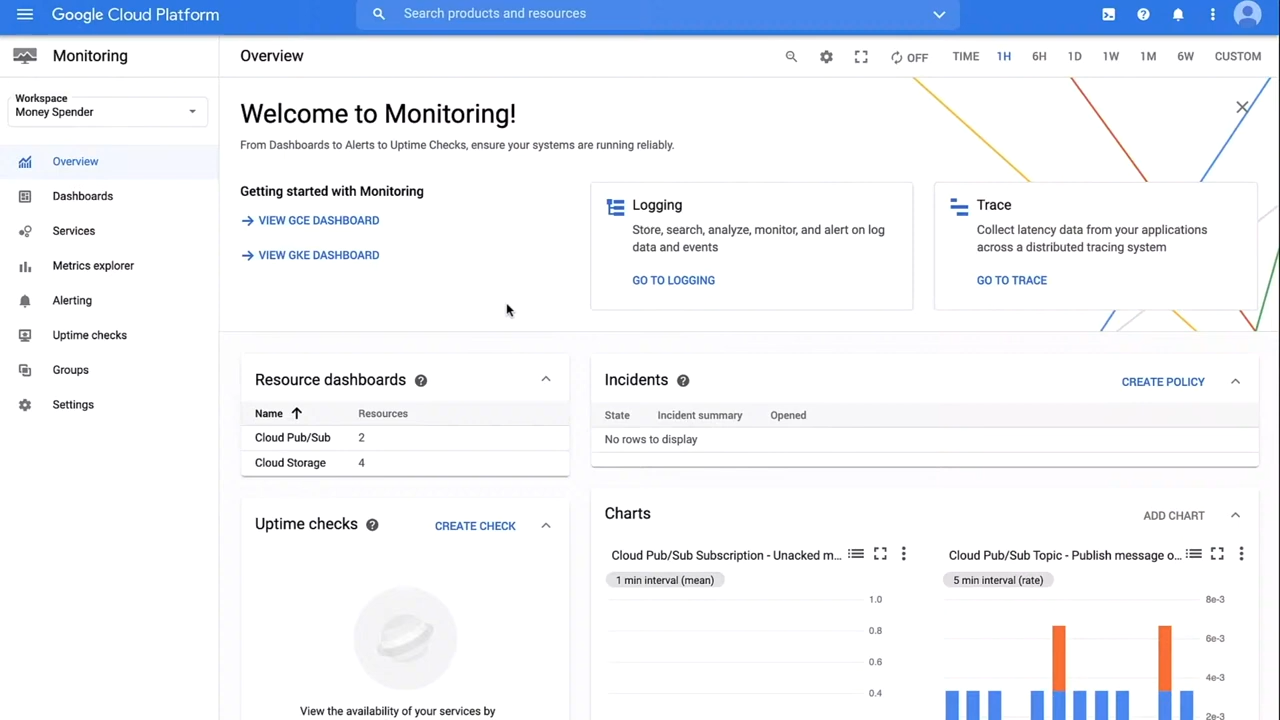 Google Cloud Platform
Search products and resources
Monitoring
Overview
OFF
TIME 1H 6H 1D 1W 1M 6W CUSTOM
Workspace
Money Spender
Overview
Dashboards
Services
Metrics explorer
Alerting
Uptime checks
Groups
Settings
Welcome to Monitoring!
From Dashboards to Alerts to Uptime Checks, ensure your systems are running reliably.
Getting started with Monitoring
VIEW GCE DASHBOARD
VIEW GKE DASHBOARD
Logging
Store, search, analyze, monitor, and alert on log
data and events
GO TO LOGGING
Trace
Collect latency data from your applications
across a distributed tracing system
GO TO TRACE
Resource dashboards
Name Resources
Cloud Pub/Sub 2
Cloud Storage 4
Incidents
CREATE POLICY
State Incident summary Opened
No rows to display
Uptime checks
CREATE CHECK
View the availability of your services by
Charts
ADD CHART
Cloud Pub/Sub Subscription - Unacked m...
1 min interval (mean)
1.0
0.8
0.6
0.4
Cloud Pub/Sub Topic - Publish message o...
5 min interval (rate)
8e-3
6e-3
4e-3
2e-3